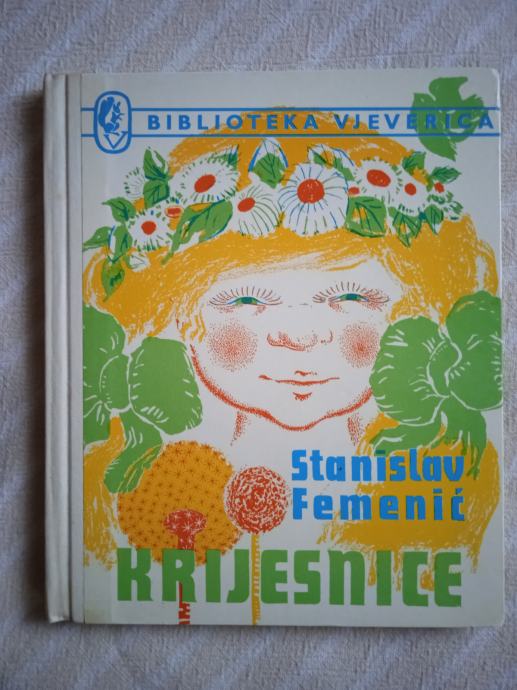 BIBLIOTEKA VJEVERICA
Stanislav
Femenić
KRIJESNICE